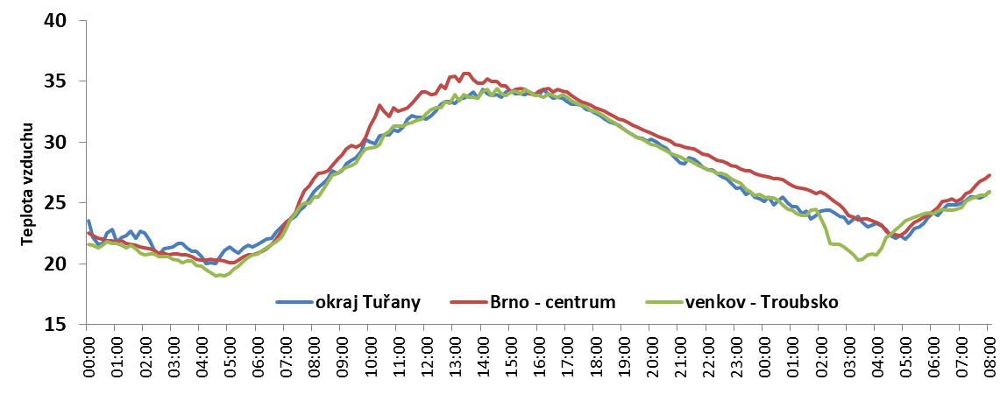 40
35
30
25
20
15
Teplota vzduchu
okraj Tuřany Brno - centrum venkov - Troubsko
00:00 01:00 02:00 03:00 04:00 05:00 06:00 07:00 08:00 09:00 10:00 11:00 12:00 13:00 14:00 15:00 16:00 17:00 18:00 19:00 20:00 21:00 22:00 23:00 00:00 01:00 02:00 03:00 04:00 05:00 06:00 07:00 08:00